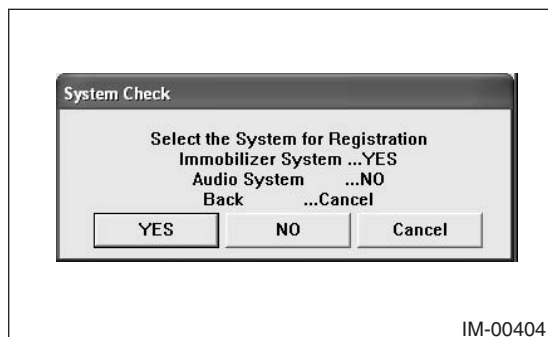 System Check
Select the System for Registration
Immobilizer System ...YES
Audio System ...NO
Back ...Cancel
YES NO Cancel
IM-00404